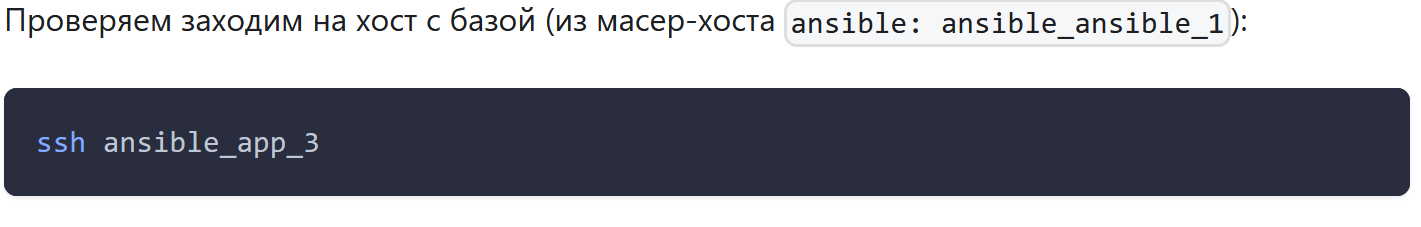 Проверяем заходим на хост с базой (из масер-хоста ansible: ansible_ansible_1):
ssh ansible_app_3